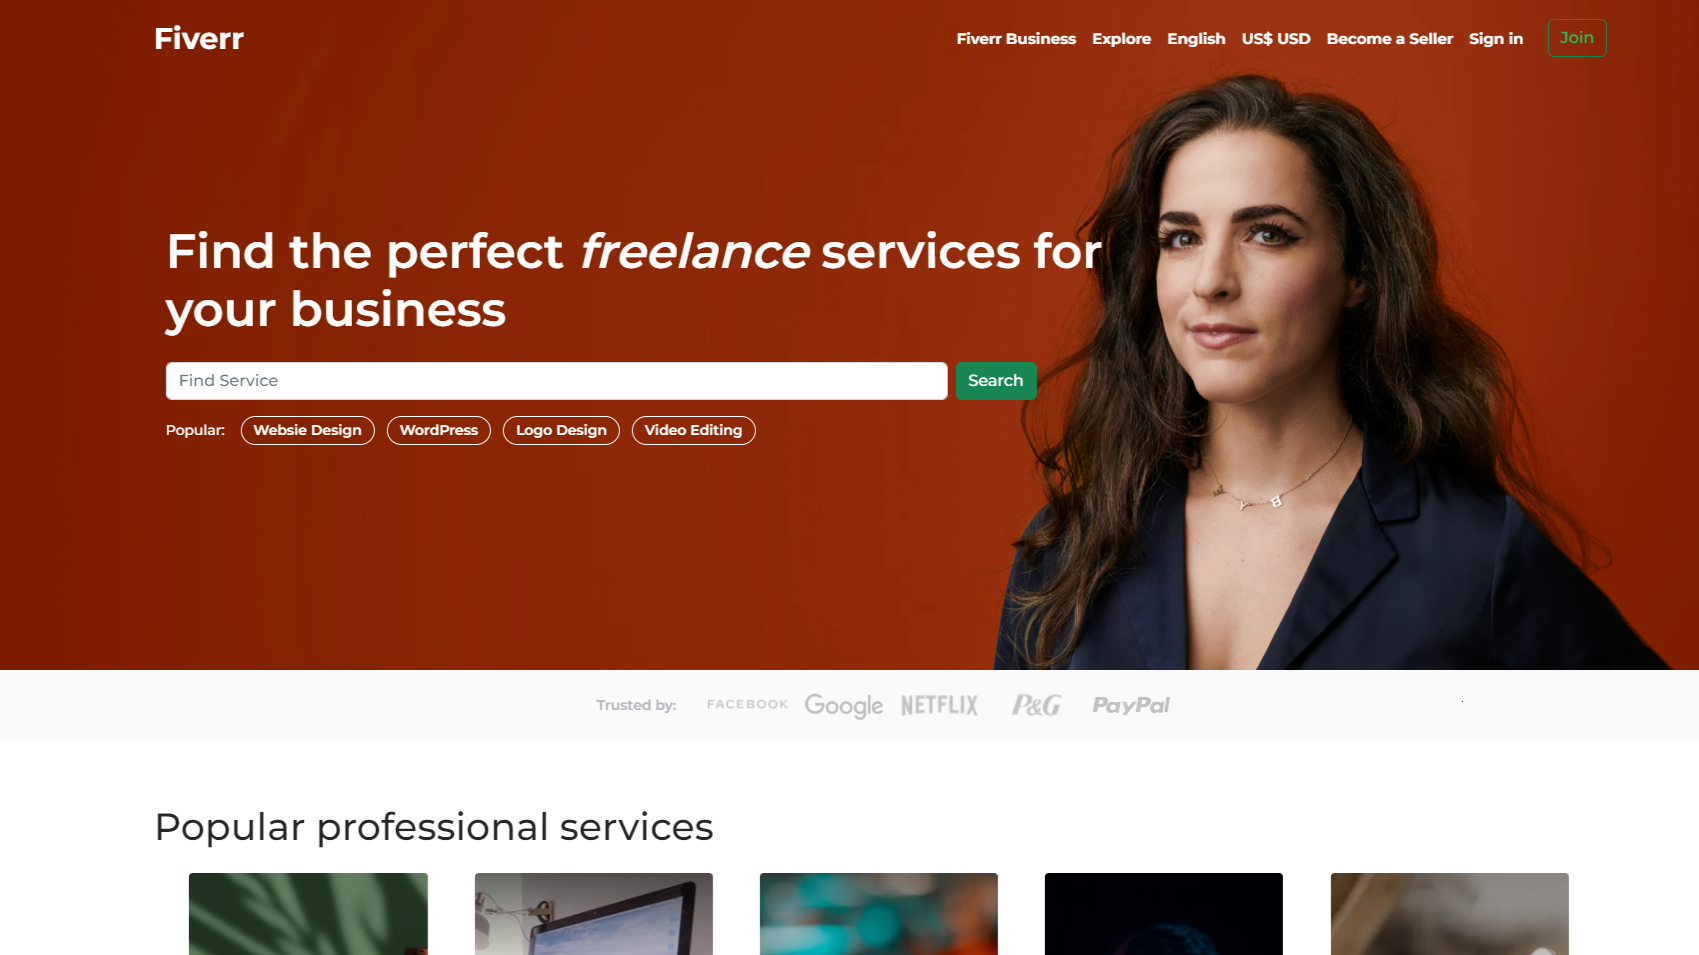 Fiverr
Fiverr Business Explore English US$ USD Become a Seller Sign in Join
Find the perfect freelance services for
your business
Find Service Search
Popular: Websie Design WordPress Logo Design Video Editing
Trusted by: FACEBOOK Google NETFLIX P&G PayPal
Popular professional services